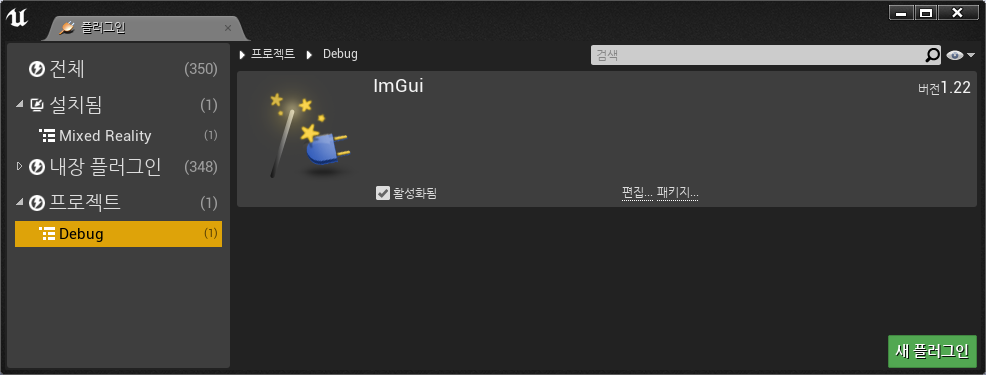 플러그인
전체 (350)
설치됨 (1)
Mixed Reality (1)
내장 플러그인 (348)
프로젝트 (1)
Debug (1)
프로젝트 Debug
검색
ImGui
버전1.22
활성화됨
편집... 패키지...
새 플러그인